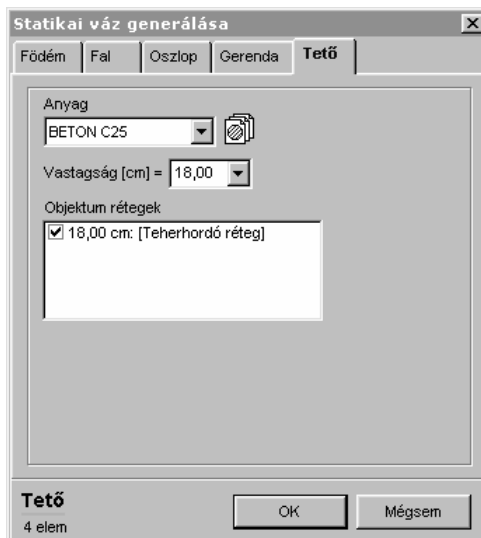 Statikai váz generálása
Födém Fal Oszlop Gerenda Tető
Anyag
BETON C25
Vastagság [cm] = 18,00
Objektum rétegek
18,00 cm: [Teherhordó réteg]
Tető
4 elem
OK Mégsem